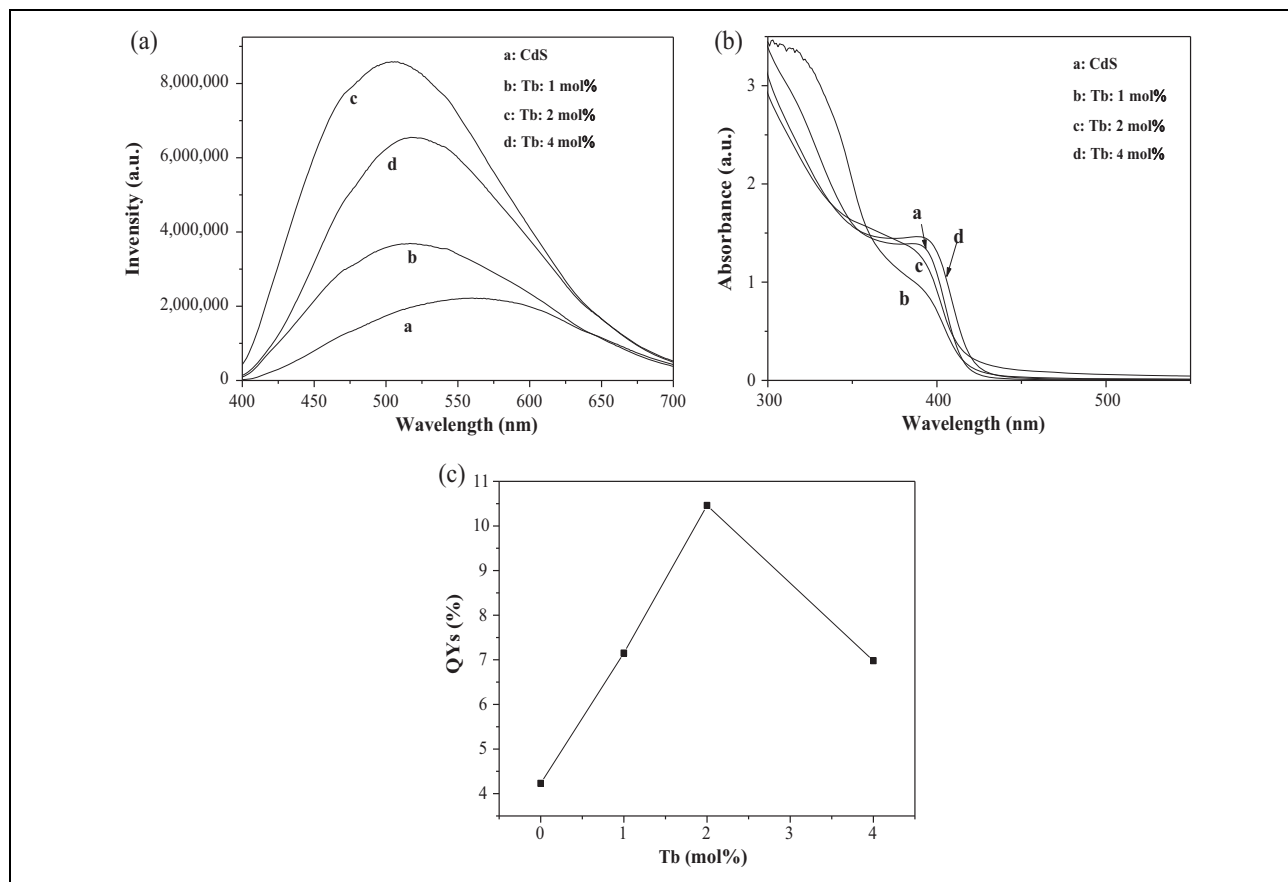 (a)
a: CdS
b: Tb: 1 mol%
c: Tb: 2 mol%
d: Tb: 4 mol%
8,000,000
6,000,000
4,000,000
2,000,000
0
c
d
b
a
400 450 500 550 600 650 700
Wavelength (nm)
Invensity (a.u.)
(b)
a: CdS
b: Tb: 1 mol%
c: Tb: 2 mol%
d: Tb: 4 mol%
3
2
1
0
a
d
c
b
300 400 500
Wavelength (nm)
Absorbance (a.u.)
(c)
11
10
9
8
7
6
5
4
0 1 2 3 4
Tb (mol%)
QYs (%)